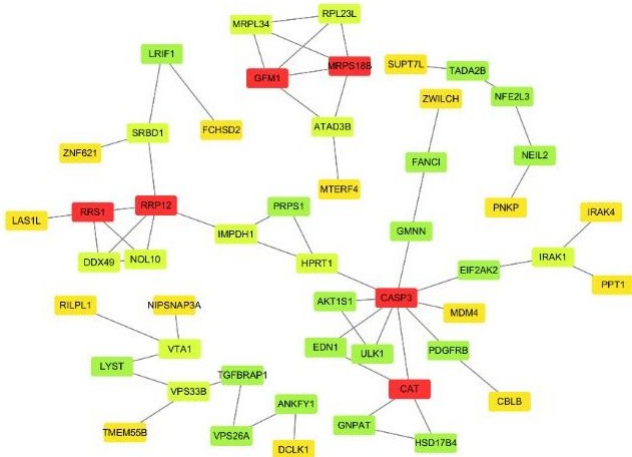 RPL23L
MRPL34
LRIF1
MRPS18B
SUPT7L
TADA2B
GFM1
NFE2L3
ZWILCH
SRBD1
FCHSD2
ATAD3B
ZNF621
FANCI
NEIL2
MTERF4
PRPS1
PNKP
IRAK4
RRS1
RRP12
LAS1L
IMPDH1
GMNN
DDX49
NOL10
HPRT1
IRAK1
EIF2AK2
RILPL1
NIPSNAP3A
AKT1S1
CASP3
PPT1
MDM4
VTA1
EDN1
ULK1
PDGFRB
LYST
TGFBRAP1
VPS33B
CAT
CBLB
ANKFY1
TMEM55B
VPS26A
GNPAT
HSD17B4
DCLK1